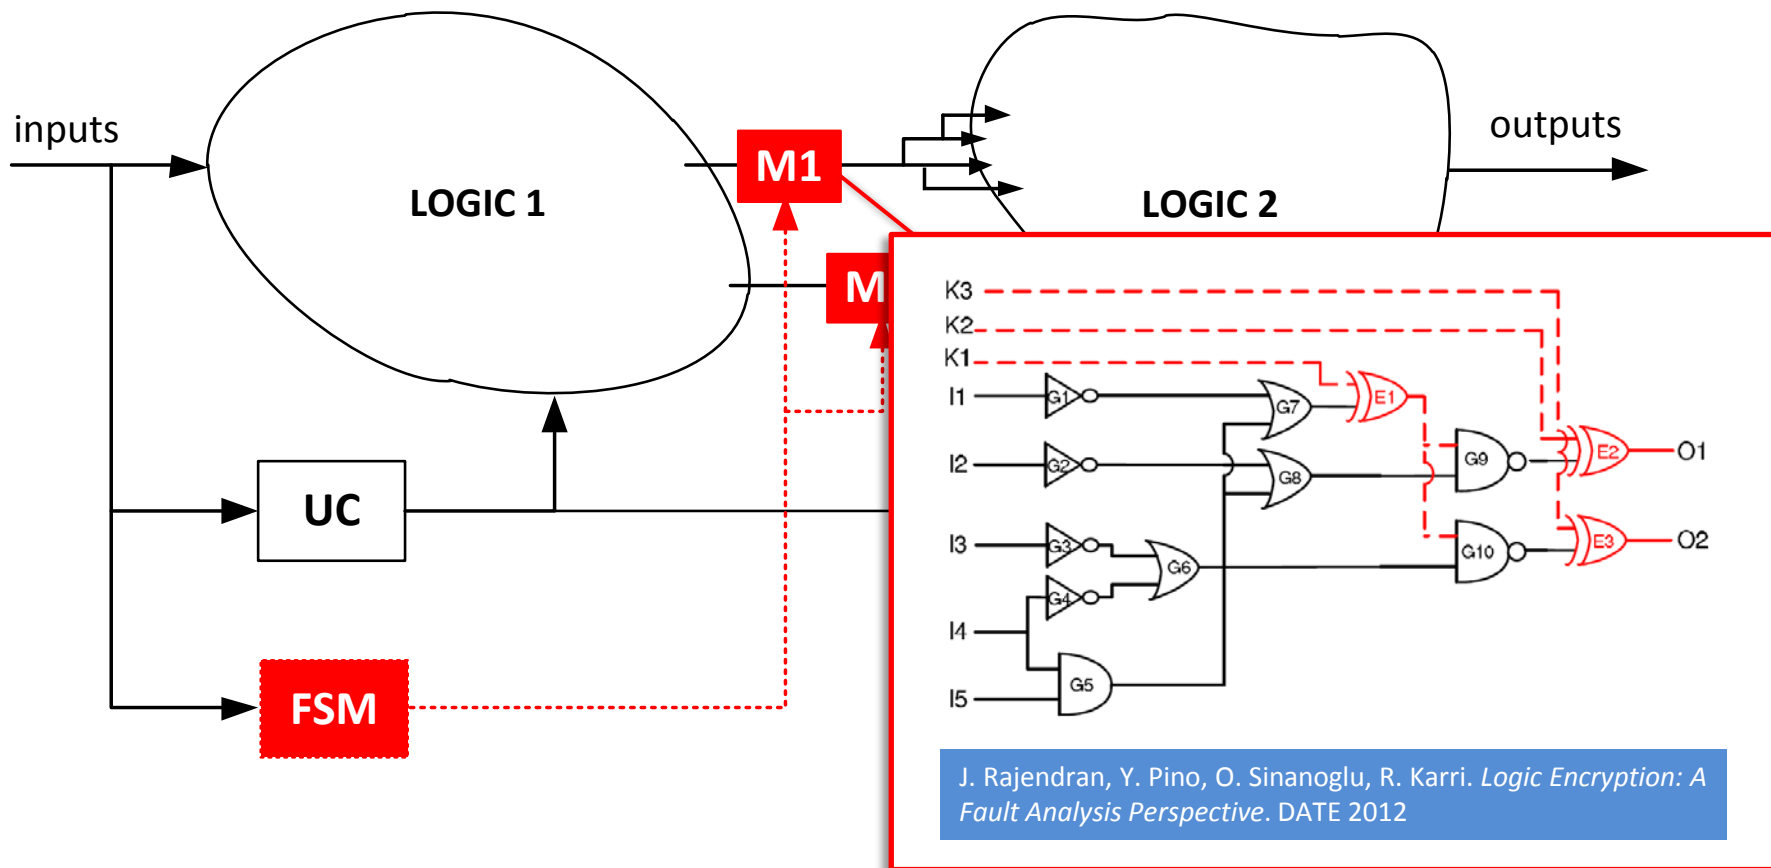 inputs
M1
outputs
LOGIC 1
LOGIC 2
M
UC
FSM
K3
K2
K1
I1
G1
G7
E1
I2
G2
G8
G9
E2
O1
I3
G3
G6
G10
E3
O2
G4
I4
G5
I5
J. Rajendran, Y. Pino, O. Sinanoglu, R. Karri. Logic Encryption: A
Fault Analysis Perspective. DATE 2012